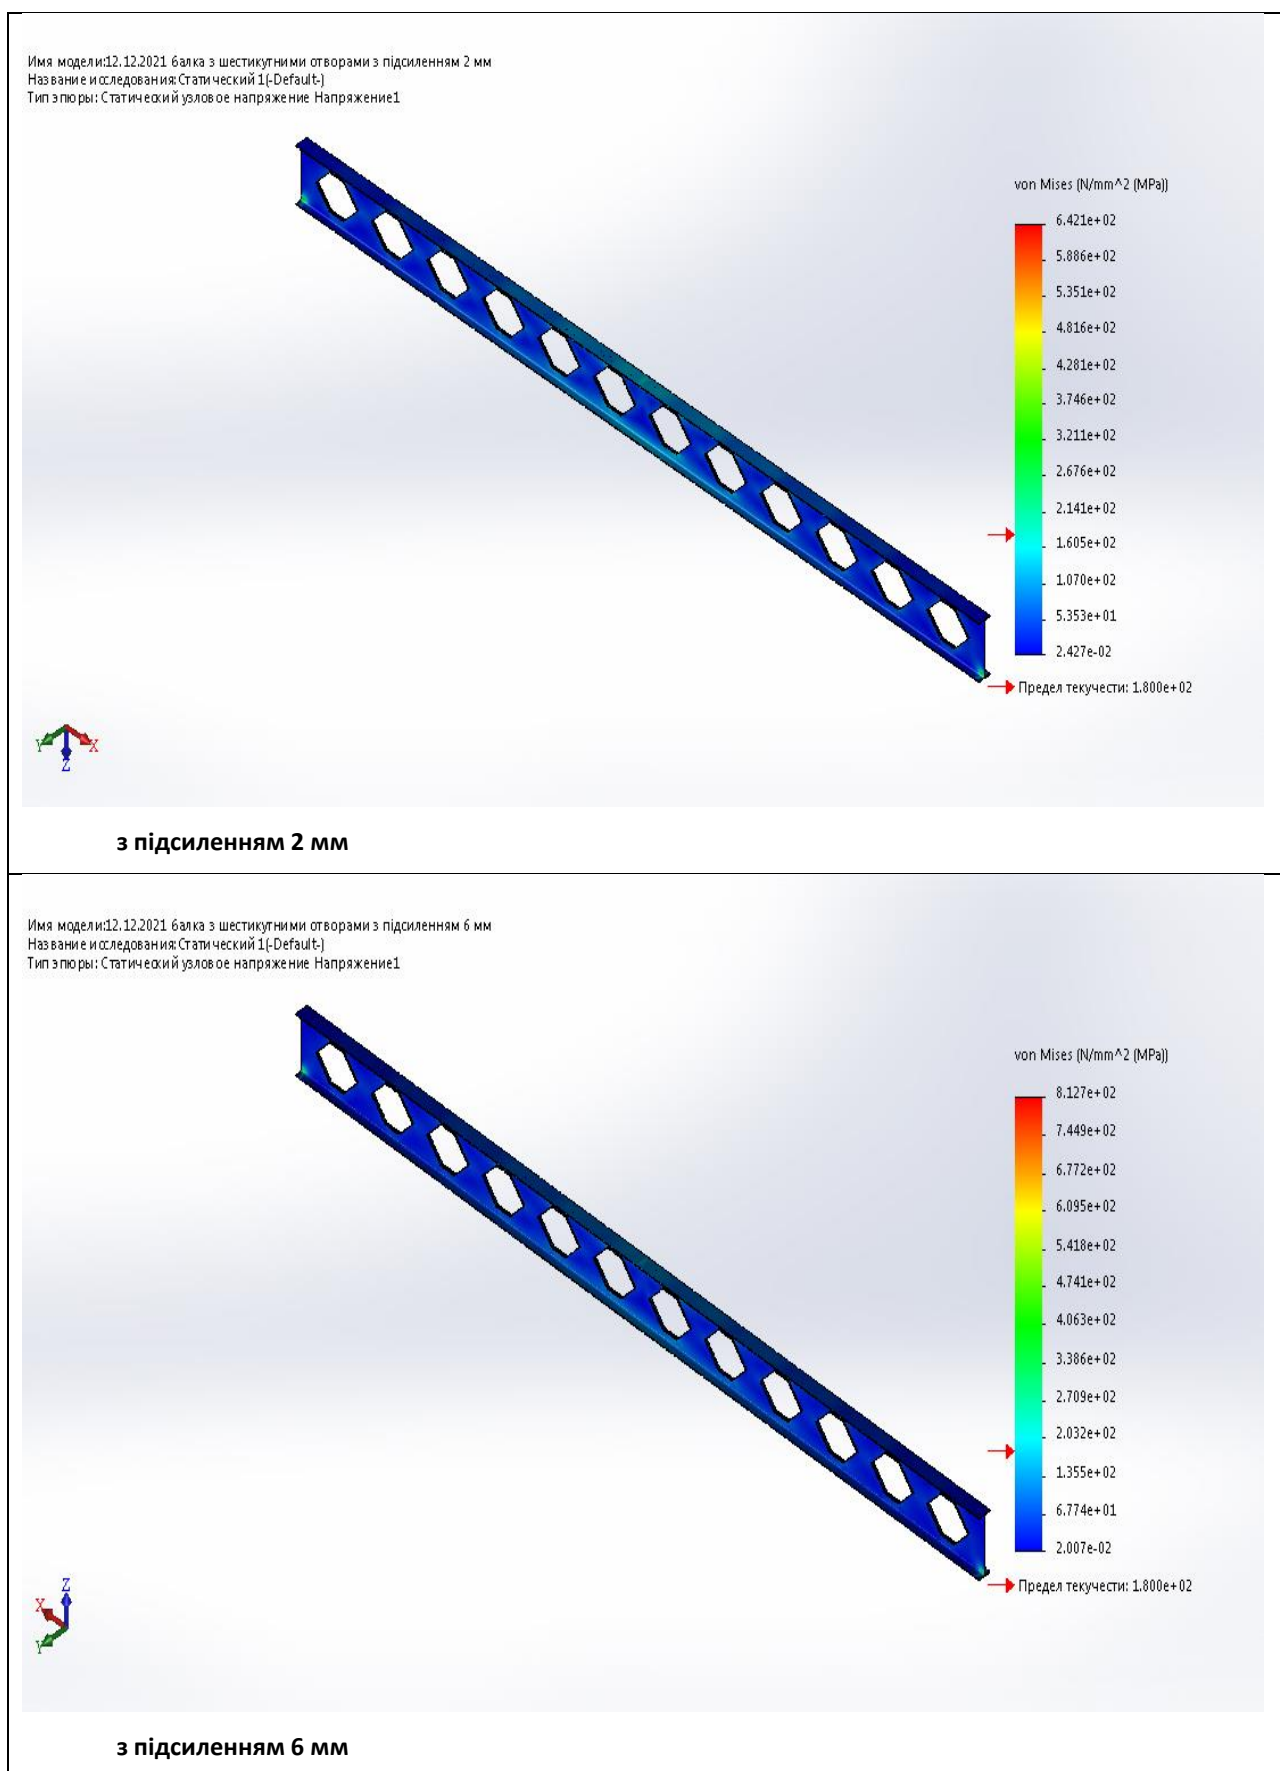 Имя модели:12.12.2021 балка з шестикутними отворами з підсиленням 2 мм
Название исследования:Статический 1(-Default-)
Тип эпюры: Статический узловое напряжение Напряжение1
von Mises (N/mm^2 (MPa))
6.421e+02
5.886e+02
5.351e+02
4.816e+02
4.281e+02
3.746e+02
3.211e+02
2.676e+02
2.141e+02
1.605e+02
1.070e+02
5.353e+01
2.427e-02
Предел текучести: 1.800e+02
Y
X
Z
з підсиленням 2 мм
Имя модели:12.12.2021 балка з шестикутними отворами з підсиленням 6 мм
Название исследования:Статический 1(-Default-)
Тип эпюры: Статический узловое напряжение Напряжение1
von Mises (N/mm^2 (MPa))
8.127e+02
7.449e+02
6.772e+02
6.095e+02
5.418e+02
4.741e+02
4.063e+02
3.386e+02
2.709e+02
2.032e+02
1.355e+02
6.774e+01
2.007e-02
Предел текучести: 1.800e+02
Z
X
Y
з підсиленням 6 мм